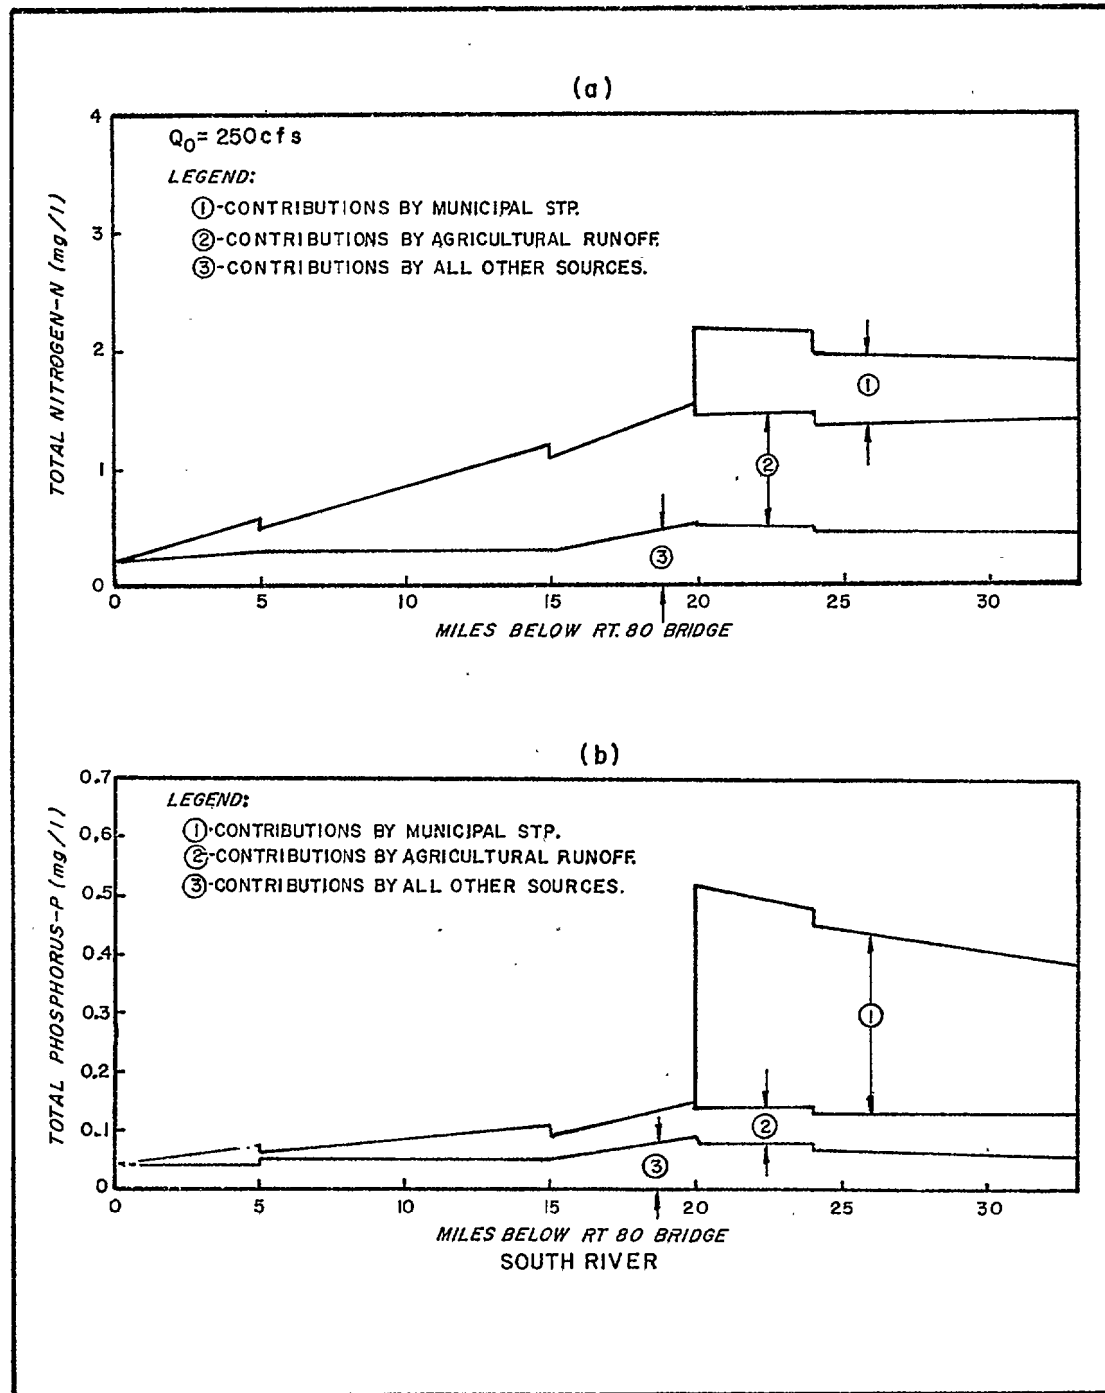 (a)
Q₀= 250 cfs
LEGEND:
①-CONTRIBUTIONS BY MUNICIPAL STP.
②-CONTRIBUTIONS BY AGRICULTURAL RUNOFF.
③-CONTRIBUTIONS BY ALL OTHER SOURCES.
TOTAL NITROGEN-N (mg/l)
4
3
2
1
0
①
②
③
0 5 10 15 20 25 30
MILES BELOW RT. 80 BRIDGE
(b)
LEGEND:
①-CONTRIBUTIONS BY MUNICIPAL STP.
②-CONTRIBUTIONS BY AGRICULTURAL RUNOFF.
③-CONTRIBUTIONS BY ALL OTHER SOURCES.
TOTAL PHOSPHORUS-P (mg/l)
0.7
0.6
0.5
0.4
0.3
0.2
0.1
0
①
②
③
0 5 10 15 20 25 30
MILES BELOW RT 80 BRIDGE
SOUTH RIVER